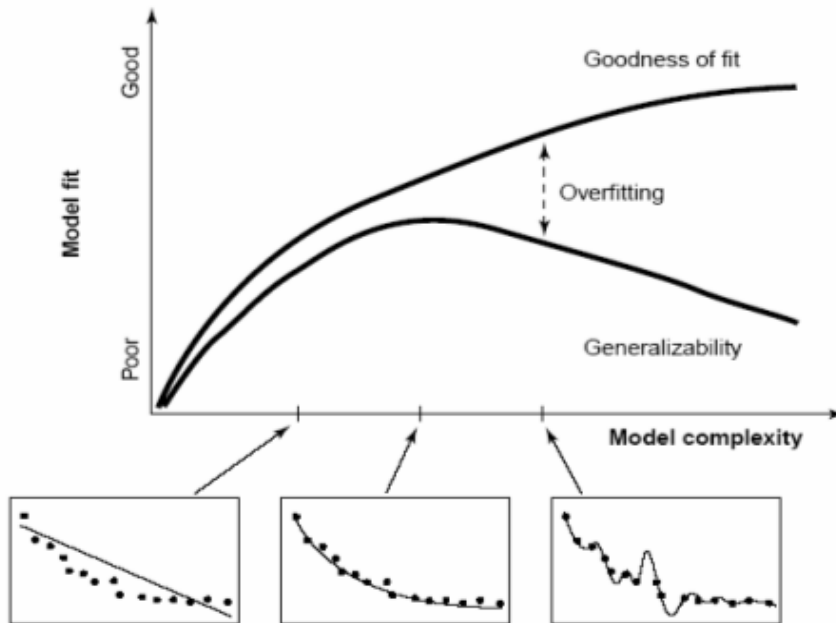 Good
Goodness of fit
Overfitting
Model fit
Generalizability
Poor
Model complexity